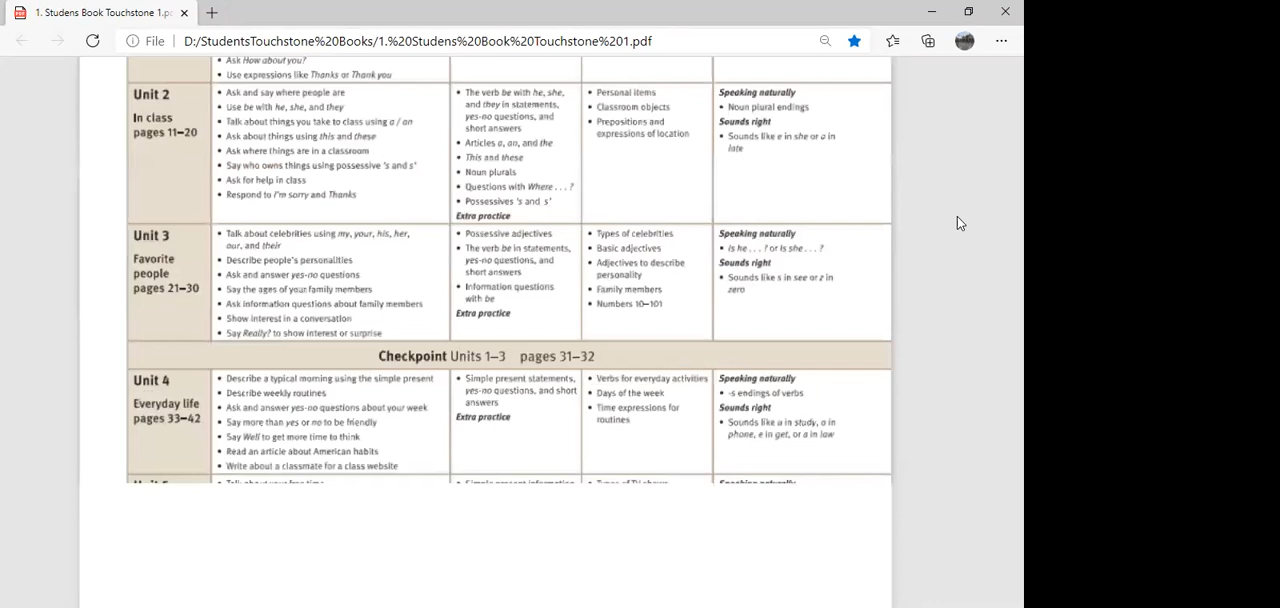 1. Studens Book Touchstone 1.pd
File D:/StudentsTouchstone%20Books/1.%20Studens%20Book%20Touchstone%201.pdf
• Ask How about you?
• Use expressions like Thanks or Thank you
Unit 2
In class
pages 11–20
• Ask and say where people are
• Use be with he, she, and they
• Talk about things you take to class using a / an
• Ask about things using this and these
• Ask where things are in a classroom
• Say who owns things using possessive 's and s'
• Ask for help in class
• Respond to I'm sorry and Thanks
• The verb be with he, she,
and they in statements,
yes-no questions, and
short answers
• Articles a, an, and the
• This and these
• Noun plurals
• Questions with Where . . . ?
• Possessives 's and s'
Extra practice
• Personal items
• Classroom objects
• Prepositions and
expressions of location
Speaking naturally
• Noun plural endings
Sounds right
• Sounds like e in she or a in
late
Unit 3
Favorite
people
pages 21–30
• Talk about celebrities using my, your, his, her,
our, and their
• Describe people's personalities
• Ask and answer yes-no questions
• Say the ages of your family members
• Ask information questions about family members
• Show interest in a conversation
• Say Really? to show interest or surprise
• Possessive adjectives
• The verb be in statements,
yes-no questions, and
short answers
• Information questions
with be
Extra practice
• Types of celebrities
• Basic adjectives
• Adjectives to describe
personality
• Family members
• Numbers 10–101
Speaking naturally
• Is he . . . ? or Is she . . . ?
Sounds right
• Sounds like s in see or z in
zero
Checkpoint Units 1–3 pages 31–32
Unit 4
Everyday life
pages 33–42
• Describe a typical morning using the simple present
• Describe weekly routines
• Ask and answer yes-no questions about your week
• Say more than yes or no to be friendly
• Say Well to get more time to think
• Read an article about American habits
• Write about a classmate for a class website
• Simple present statements,
yes-no questions, and short
answers
Extra practice
• Verbs for everyday activities
• Days of the week
• Time expressions for
routines
Speaking naturally
• -s endings of verbs
Sounds right
• Sounds like u in study, o in
phone, e in get, or a in law